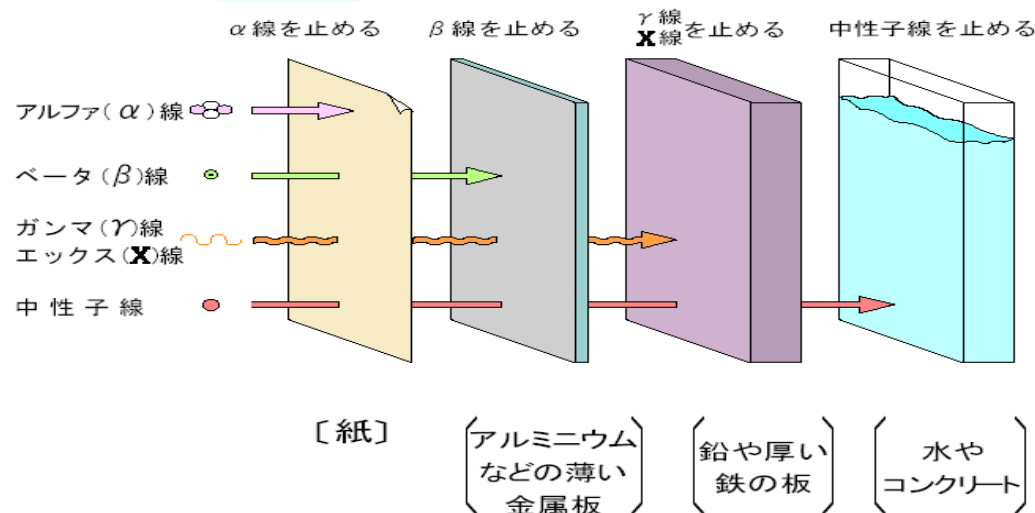 α線を止める
β線を止める
γ線
X線
を止める
中性子線を止める
アルファ(α)線
ベータ(β)線
ガンマ(γ)線
エックス(X)線
中性子線
〔紙〕
アルミニウム
などの薄い
金属板
鉛や厚い
鉄の板
水や
コンクリート